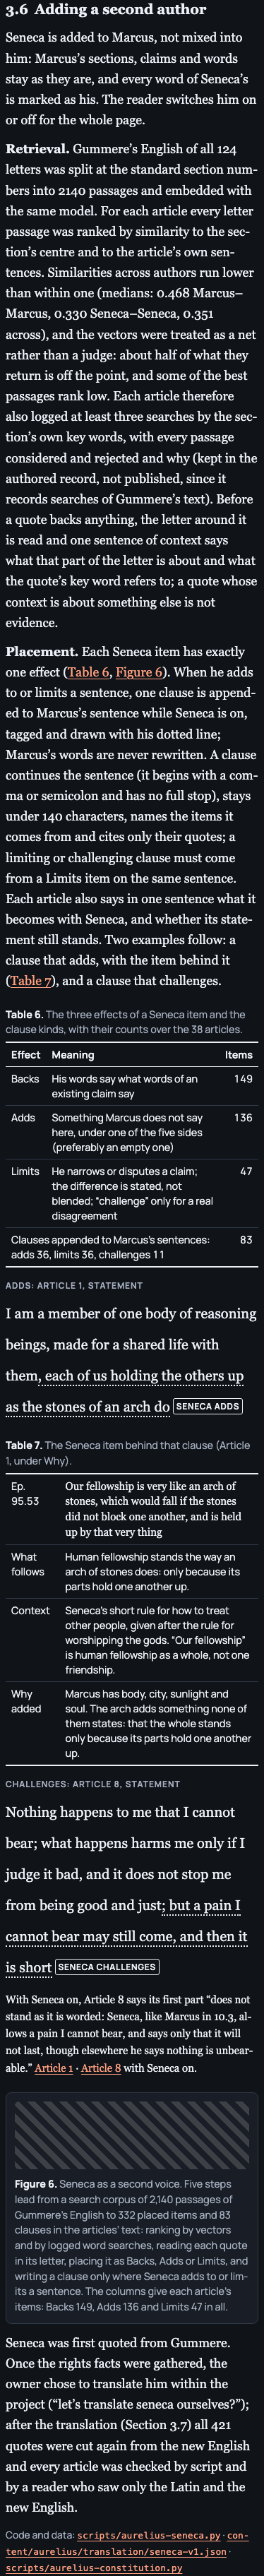 3.6 Adding a second author
Seneca is added to Marcus, not mixed into
him: Marcus's sections, claims and words
stay as they are, and every word of Seneca's
is marked as his. The reader switches him on
or off for the whole page.
Retrieval. Gummere's English of all 124
letters was split at the standard section num-
bers into 2140 passages and embedded with
the same model. For each article every letter
passage was ranked by similarity to the sec-
tion's centre and to the article's own sen-
tences. Similarities across authors run lower
than within one (medians: 0.468 Marcus–
Marcus, 0.330 Seneca–Seneca, 0.351
across), and the vectors were treated as a net
rather than a judge: about half of what they
return is off the point, and some of the best
passages rank low. Each article therefore
also logged at least three searches by the sec-
tion's own key words, with every passage
considered and rejected and why (kept in the
authored record, not published, since it
records searches of Gummere's text). Before
a quote backs anything, the letter around it
is read and one sentence of context says
what that part of the letter is about and what
the quote's key word refers to; a quote whose
context is about something else is not
evidence.
Placement. Each Seneca item has exactly
one effect (Table 6, Figure 6). When he adds
to or limits a sentence, one clause is append-
ed to Marcus's sentence while Seneca is on,
tagged and drawn with his dotted line;
Marcus's words are never rewritten. A clause
continues the sentence (it begins with a com-
ma or semicolon and has no full stop), stays
under 140 characters, names the items it
comes from and cites only their quotes; a
limiting or challenging clause must come
from a Limits item on the same sentence.
Each article also says in one sentence what it
becomes with Seneca, and whether its state-
ment still stands. Two examples follow: a
clause that adds, with the item behind it
(Table 7), and a clause that challenges.
Table 6. The three effects of a Seneca item and the
clause kinds, with their counts over the 38 articles.
Effect Meaning Items
Backs His words say what words of an 149
existing claim say
Adds Something Marcus does not say 136
here, under one of the five sides
(preferably an empty one)
Limits He narrows or disputes a claim; 47
the difference is stated, not
blended; "challenge" only for a real
disagreement
Clauses appended to Marcus's sentences: 83
adds 36, limits 36, challenges 11
ADDS: ARTICLE 1, STATEMENT
I am a member of one body of reasoning
beings, made for a shared life with
them, each of us holding the others up
as the stones of an arch do SENECA ADDS
Table 7. The Seneca item behind that clause (Article
1, under Why).
Ep. Our fellowship is very like an arch of
95.53 stones, which would fall if the stones
did not block one another, and is held
up by that very thing
What Human fellowship stands the way an
follows arch of stones does: only because its
parts hold one another up.
Context Seneca's short rule for how to treat
other people, given after the rule for
worshipping the gods. "Our fellowship"
is human fellowship as a whole, not one
friendship.
Why Marcus has body, city, sunlight and
added soul. The arch adds something none of
them states: that the whole stands
only because its parts hold one another
up.
CHALLENGES: ARTICLE 8, STATEMENT
Nothing happens to me that I cannot
bear; what happens harms me only if I
judge it bad, and it does not stop me
from being good and just; but a pain I
cannot bear may still come, and then it
is short SENECA CHALLENGES
With Seneca on, Article 8 says its first part "does not
stand as it is worded: Seneca, like Marcus in 10.3, al-
lows a pain I cannot bear, and says only that it will
not last, though elsewhere he says nothing is unbear-
able." Article 1 · Article 8 with Seneca on.
Figure 6. Seneca as a second voice. Five steps
lead from a search corpus of 2,140 passages of
Gummere's English to 332 placed items and 83
clauses in the articles' text: ranking by vectors
and by logged word searches, reading each quote
in its letter, placing it as Backs, Adds or Limits, and
writing a clause only where Seneca adds to or lim-
its a sentence. The columns give each article's
items: Backs 149, Adds 136 and Limits 47 in all.
Seneca was first quoted from Gummere.
Once the rights facts were gathered, the
owner chose to translate him within the
project ("let's translate seneca ourselves?");
after the translation (Section 3.7) all 421
quotes were cut again from the new English
and every article was checked by script and
by a reader who saw only the Latin and the
new English.
Code and data: scripts/aurelius-seneca.py · con-
tent/aurelius/translation/seneca-v1.json ·
scripts/aurelius-constitution.py